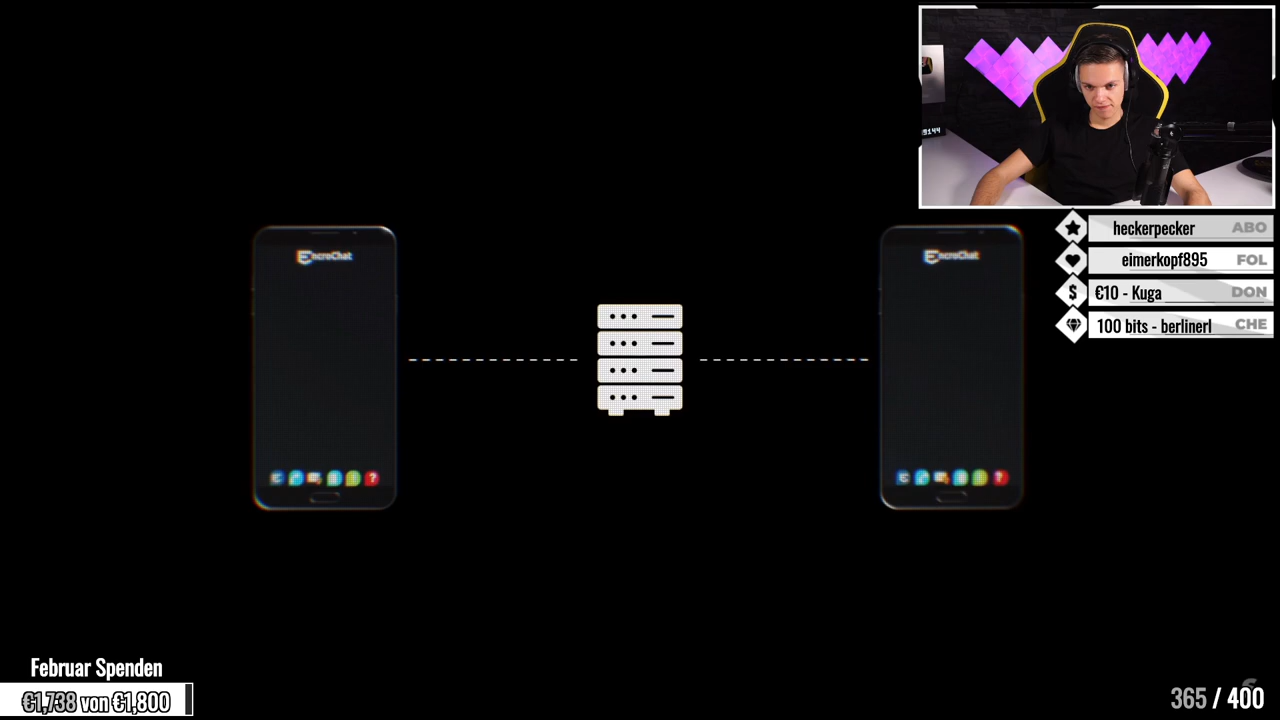 EncroChat
EncroChat
heckerpecker ABO
eimerkopf895 FOL
€10 - Kuga DON
100 bits - berlinerl CHE
Februar Spenden
€1,738 von €1,800
365 / 400